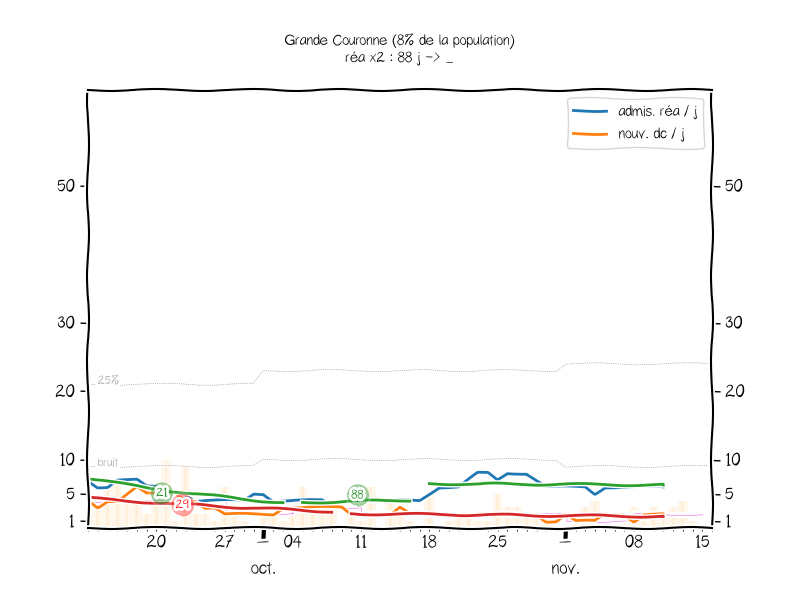 Grande Couronne (8% de la population)
réa x2 : 88 j -> _
admis. réa / j
nouv. dc / j
50 50
30 30
25%
20 20
bruit
10 10
5 21 29 88 5
1 1
20 27 _ 04 11 18 25 _ 08 15
oct. nov.